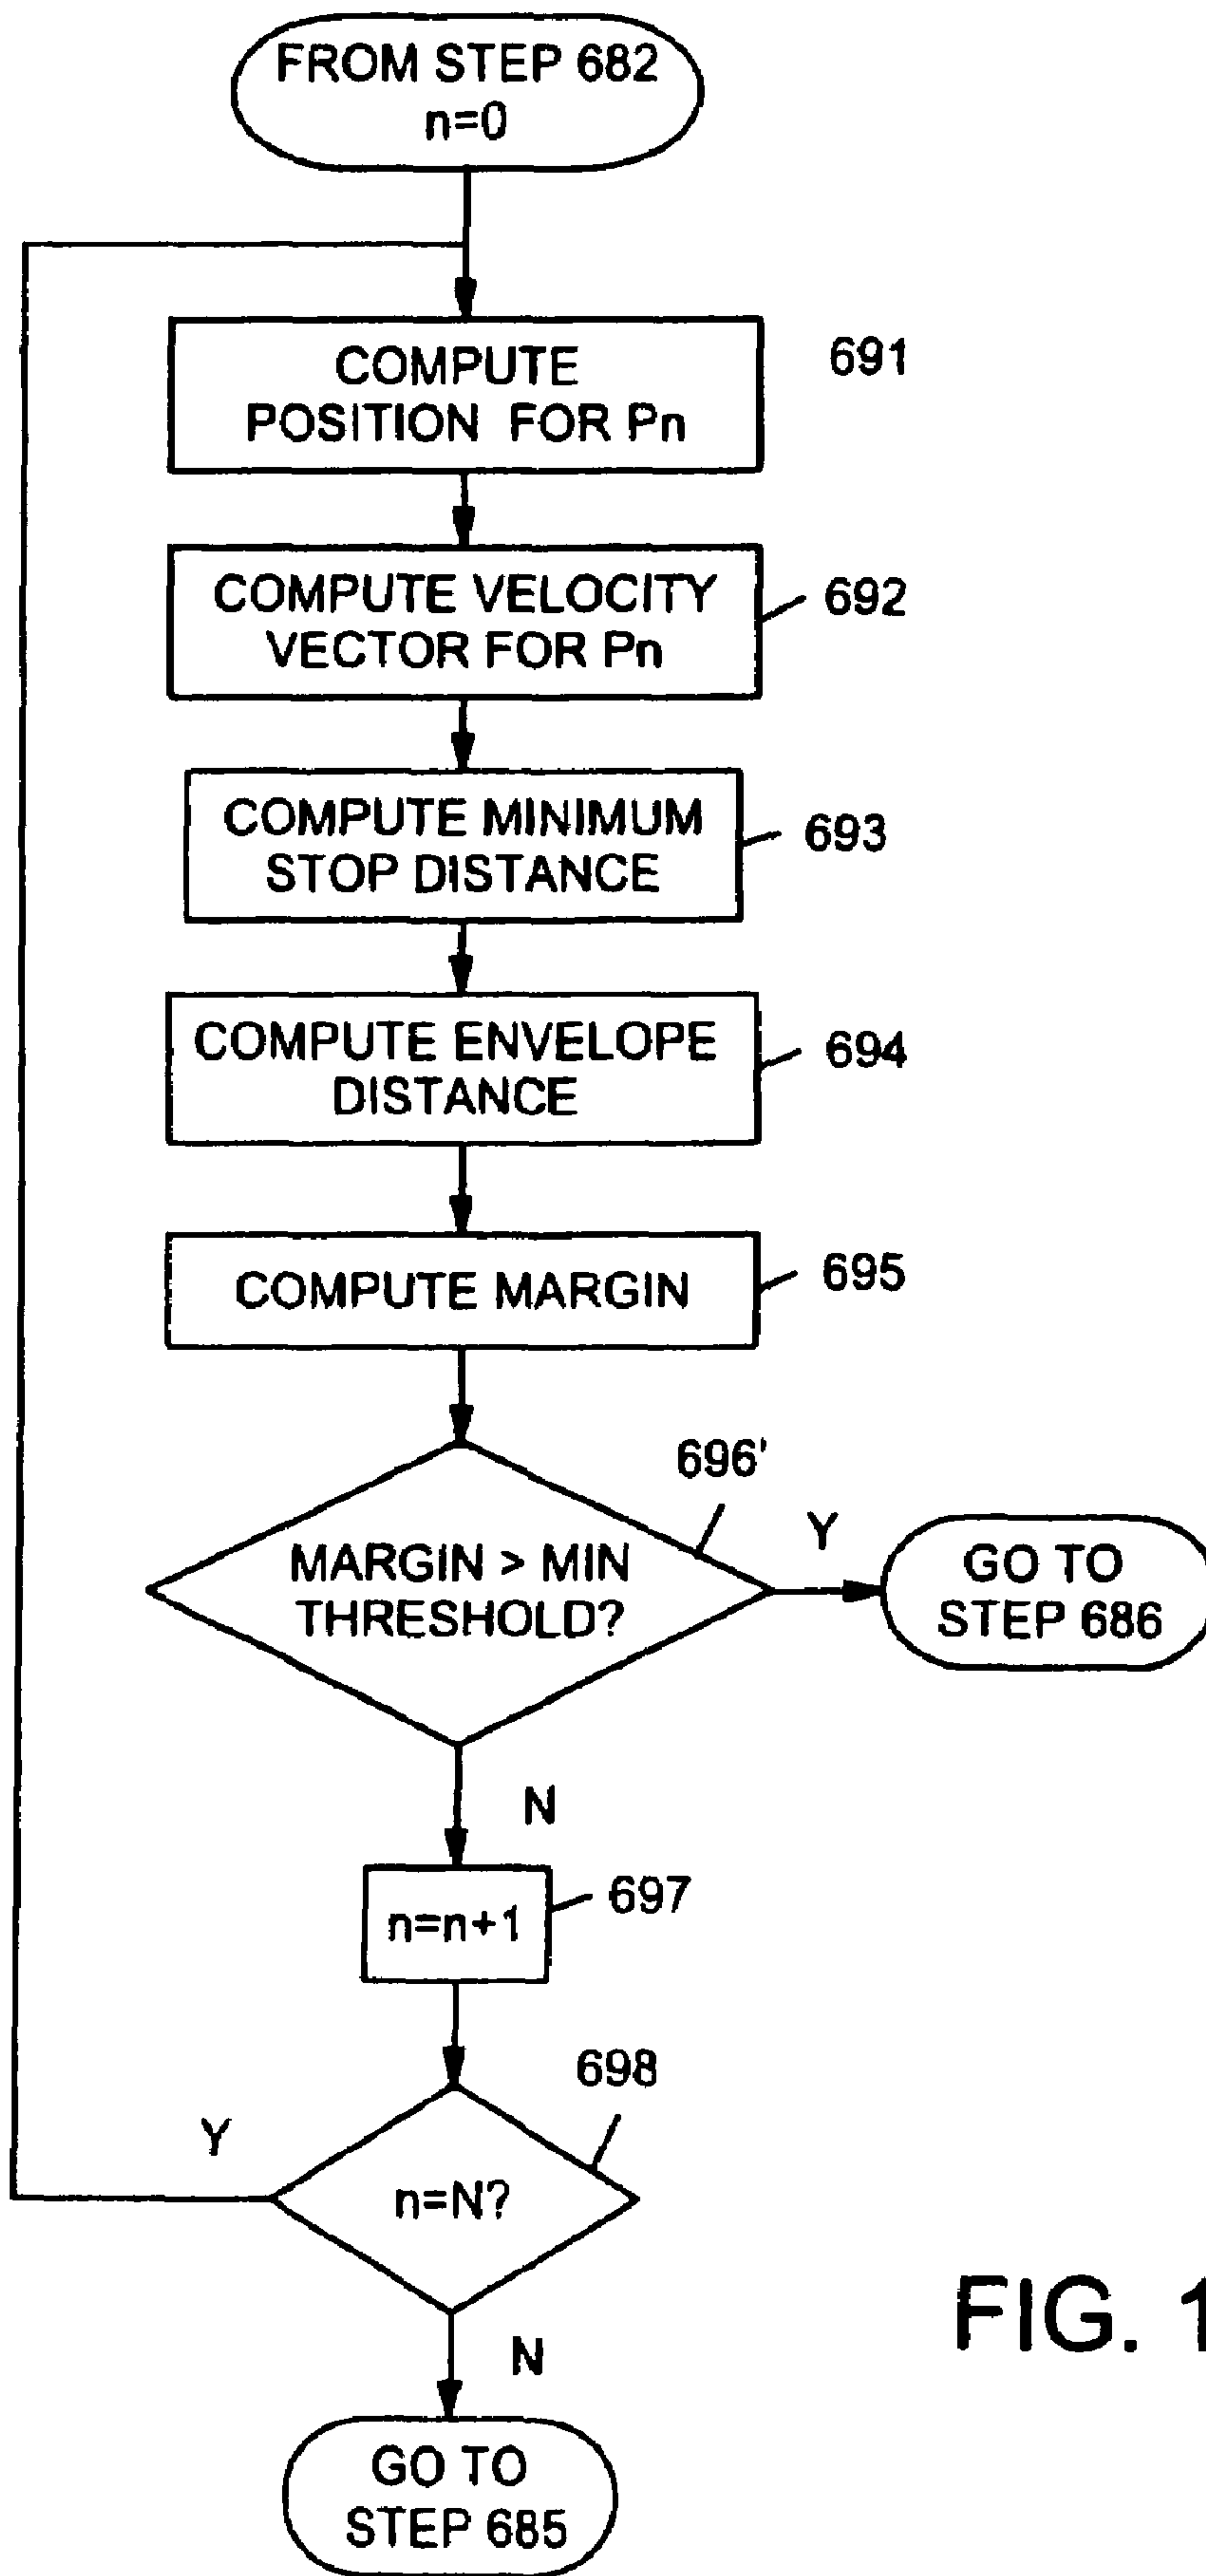 FROM STEP 682
n=0
COMPUTE
POSITION FOR Pn
691
COMPUTE VELOCITY
VECTOR FOR Pn
692
COMPUTE MINIMUM
STOP DISTANCE
693
COMPUTE ENVELOPE
DISTANCE
694
COMPUTE MARGIN
695
696'
MARGIN > MIN
THRESHOLD?
Y
GO TO
STEP 686
N
n=n+1
697
698
Y
n=N?
N
FIG. 1
GO TO
STEP 685